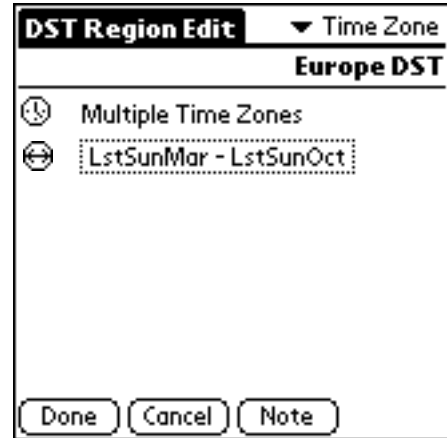 DST Region Edit Time Zone
Europe DST
Multiple Time Zones
LstSunMar - LstSunOct
Done Cancel Note